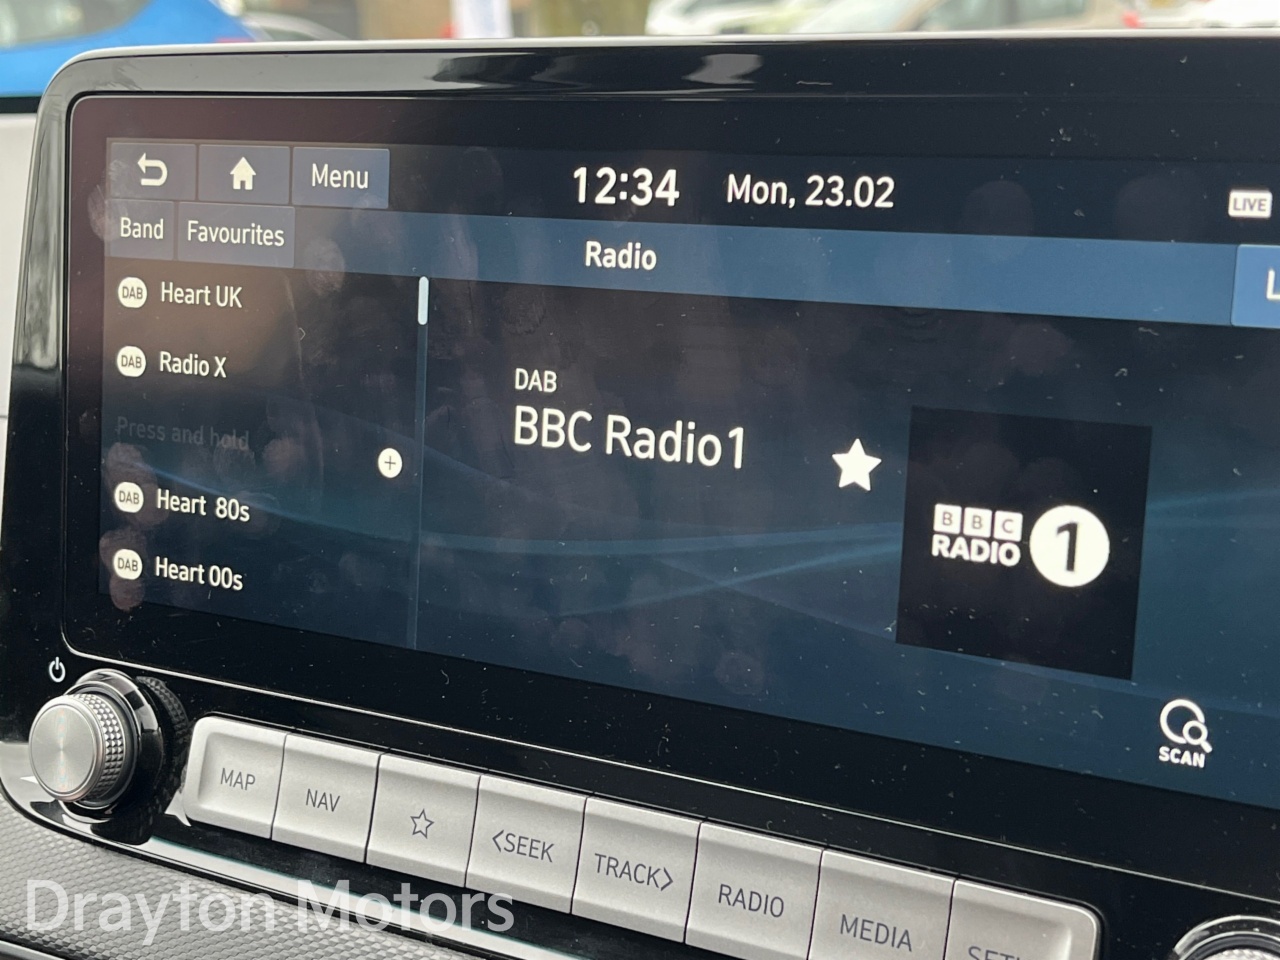 Menu
12:34
Mon, 23.02
LIVE
Band
Favourites
Radio
DAB Heart UK
DAB Radio X
Press and hold
DAB Heart 80s
DAB Heart 00s
DAB
BBC Radio1
BBC
RADIO 1
SCAN
MAP
NAV
<SEEK
TRACK>
RADIO
MEDIA
Drayton Motors